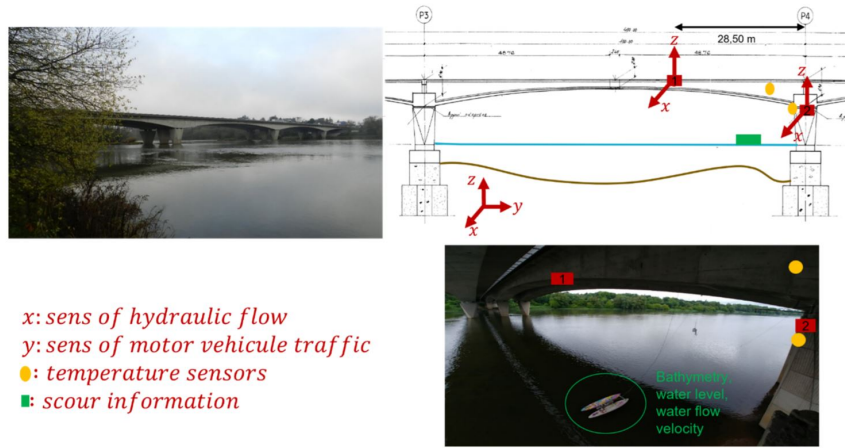 P3
P4
28,50 m
z
1
x
z
2
x
z
y
x
x: sens of hydraulic flow
y: sens of motor vehicule traffic
: temperature sensors
: scour information
1
2
Bathymetry,
water level,
water flow
velocity